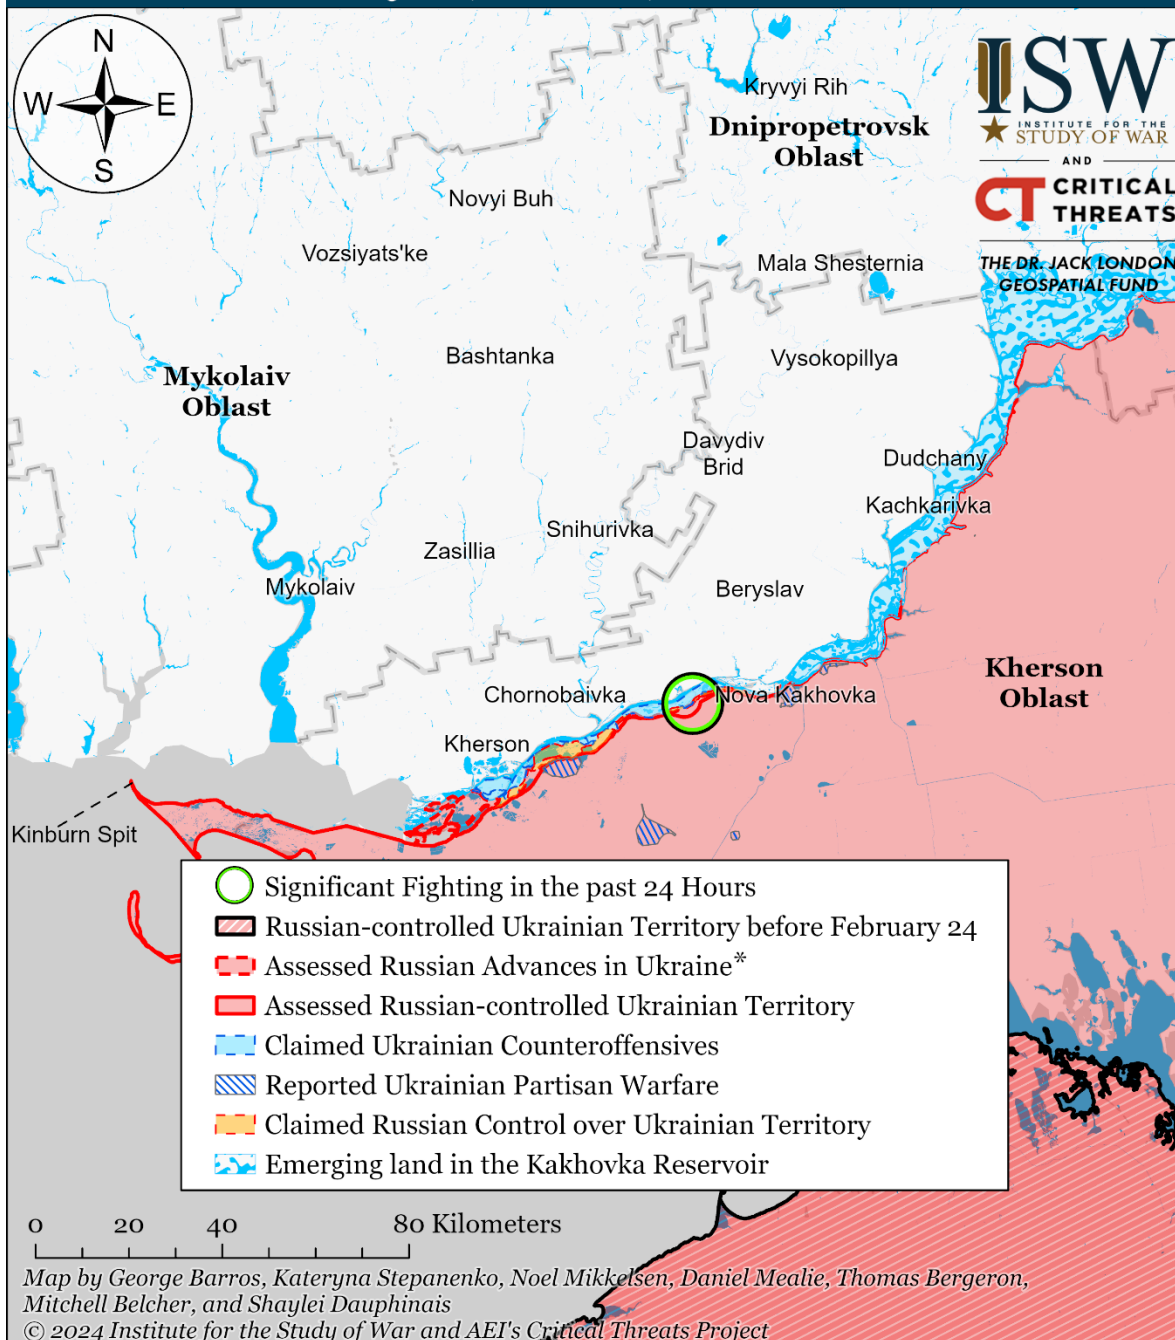 N
W
E
S
ISW
INSTITUTE FOR THE
STUDY OF WAR
AND
CT CRITICAL
THREATS
THE DR. JACK LONDON
GEOSPATIAL FUND
Kryvyi Rih
Dnipropetrovsk
Oblast
Novyi Buh
Vozsiyats'ke
Mala Shesternia
Bashtanka
Vysokopillya
Mykolaiv
Oblast
Davydiv
Brid
Dudchany
Kachkarivka
Snihurivka
Zasillia
Mykolaiv
Beryslav
Kherson
Oblast
Chornobaivka
Nova Kakhovka
Kherson
Kinburn Spit
Significant Fighting in the past 24 Hours
Russian-controlled Ukrainian Territory before February 24
Assessed Russian Advances in Ukraine*
Assessed Russian-controlled Ukrainian Territory
Claimed Ukrainian Counteroffensives
Reported Ukrainian Partisan Warfare
Claimed Russian Control over Ukrainian Territory
Emerging land in the Kakhovka Reservoir
0 20 40 80 Kilometers
Map by George Barros, Kateryna Stepanenko, Noel Mikkelsen, Daniel Mealie, Thomas Bergeron,
Mitchell Belcher, and Shaylei Dauphinais
© 2024 Institute for the Study of War and AEI's Critical Threats Project